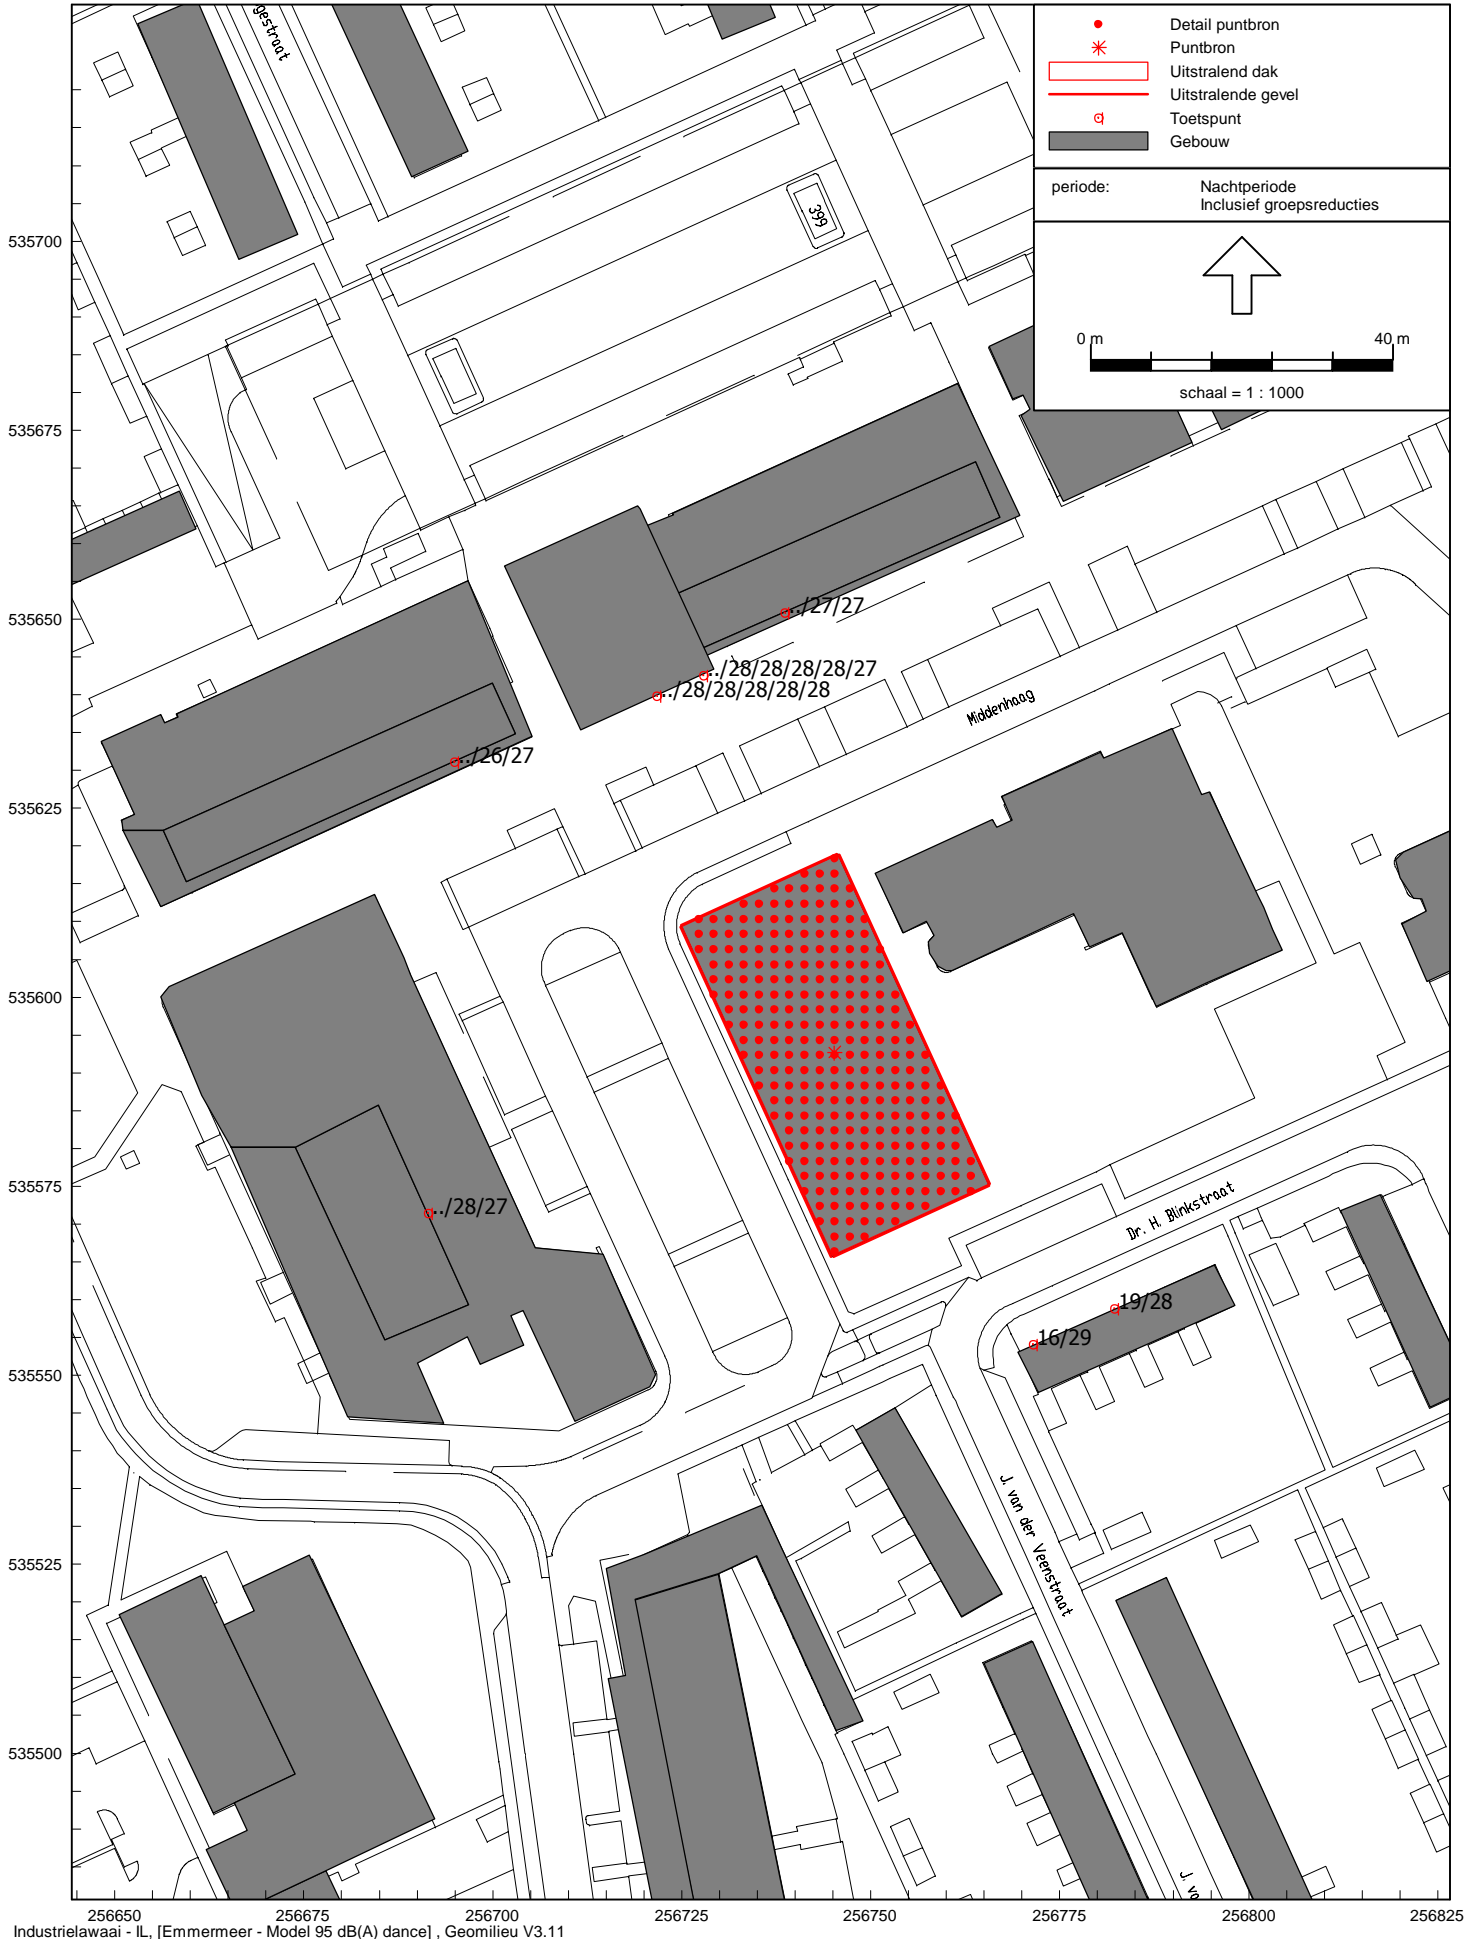 Detail puntbron
Puntbron
Uitstralend dak
Uitstralende gevel
Toetspunt
Gebouw
periode:
Nachtperiode
Inclusief groepsreducties
0 m
40 m
schaal = 1 : 1000
gestraat
399
535700
535675
535650
535625
535600
535575
535550
535525
535500
../27/27
../28/28/28/28/27
../28/28/28/28/28
../26/27
Middenhaag
../28/27
Dr. H. Blinkstraat
19/28
16/29
J. van der Veenstraat
256650
256675
256700
256725
256750
256775
256800
256825
Industrielawaai - IL, [Emmermeer - Model 95 dB(A) dance] , Geomilieu V3.11